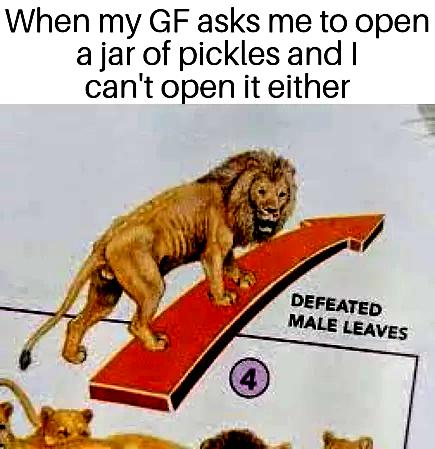 When my GF asks me to open
a jar of pickles and I
can't open it either
DEFEATED
MALE LEAVES
4